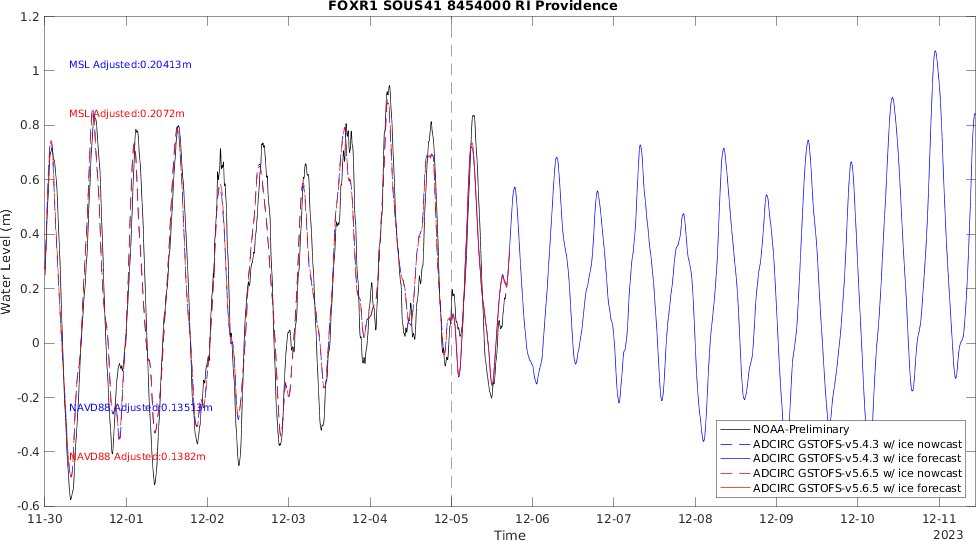 FOXR1 SOUS41 8454000 RI Providence
1.2
1
0.8
0.6
0.4
0.2
0
-0.2
-0.4
-0.6
Water Level (m)
MSL Adjusted:0.20413m
MSL Adjusted:0.2072m
NAVD88 Adjusted:0.13513m
NAVD88 Adjusted:0.1382m
NOAA-Preliminary
ADCIRC GSTOFS-v5.4.3 w/ ice nowcast
ADCIRC GSTOFS-v5.4.3 w/ ice forecast
ADCIRC GSTOFS-v5.6.5 w/ ice nowcast
ADCIRC GSTOFS-v5.6.5 w/ ice forecast
11-30 12-01 12-02 12-03 12-04 12-05 12-06 12-07 12-08 12-09 12-10 12-11
Time
2023